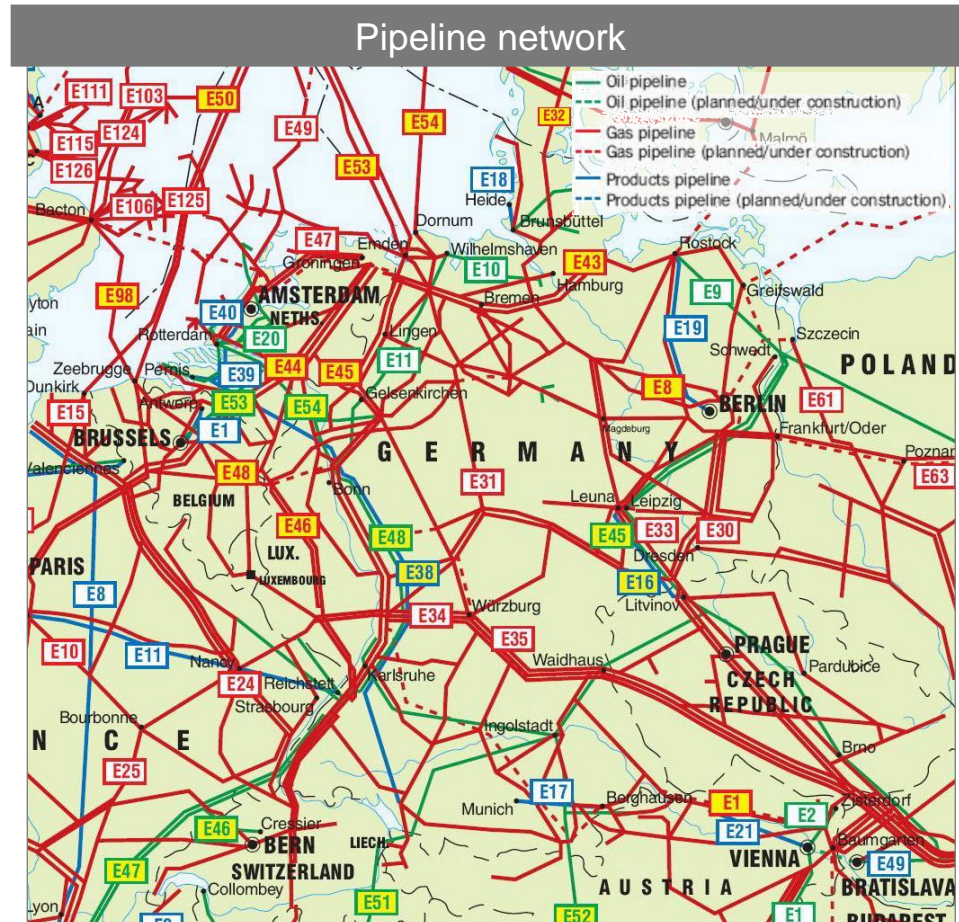 Pipeline network
Oil pipeline
Oil pipeline (planned/under construction)
Gas pipeline
Gas pipeline (planned/under construction)
Products pipeline
Products pipeline (planned/under construction)
E111
E103
E50
E49
E54
E32
A
E124
E115
E126
C
E53
Malmö
E18
Heide
Brunsbüttel
Bacton
E106
E125
Dornum
E47
Emden
Wilhelmshaven
Rostock
Groningen
E10
E43
Hamburg
E9
Greifswald
E98
AMSTERDAM
NETHS.
Bremen
yton
ain
E40
E20
Rotterdam
Lingen
E19
Szczecin
Schwedt
Zeebrugge
Pernis
E44
E45
E11
POLAND
Dunkirk
E39
E8
E15
Antwerp
E53
E54
Gelsenkirchen
BERLIN
E61
BRUSSELS
E1
Magdeburg
Frankfurt/Oder
GERMANY
Valenciennes
E48
Poznan
E63
BELGIUM
Bonn
E31
Leuna
Leipzig
E46
E48
E45
E33
E30
LUX.
LUXEMBOURG
Dresden
PARIS
E38
E16
E8
Litvinov
E34
Würzburg
E35
PRAGUE
E10
E11
Nancy
Waidhaus
CZECH
REPUBLIC
Pardubice
E24
Reichstett
Karlsruhe
Strasbourg
Bourbonne
Ingolstadt
NCE
Brno
E25
Munich
E17
Berghausen
E1
E2
Zisterdorf
E46
Cressier
E21
BERN
LIECH.
VIENNA
Baumgarten
E49
E47
SWITZERLAND
AUSTRIA
BRATISLAVA
Collombey
Lyon
E51
E52
E1
BUDAPEST